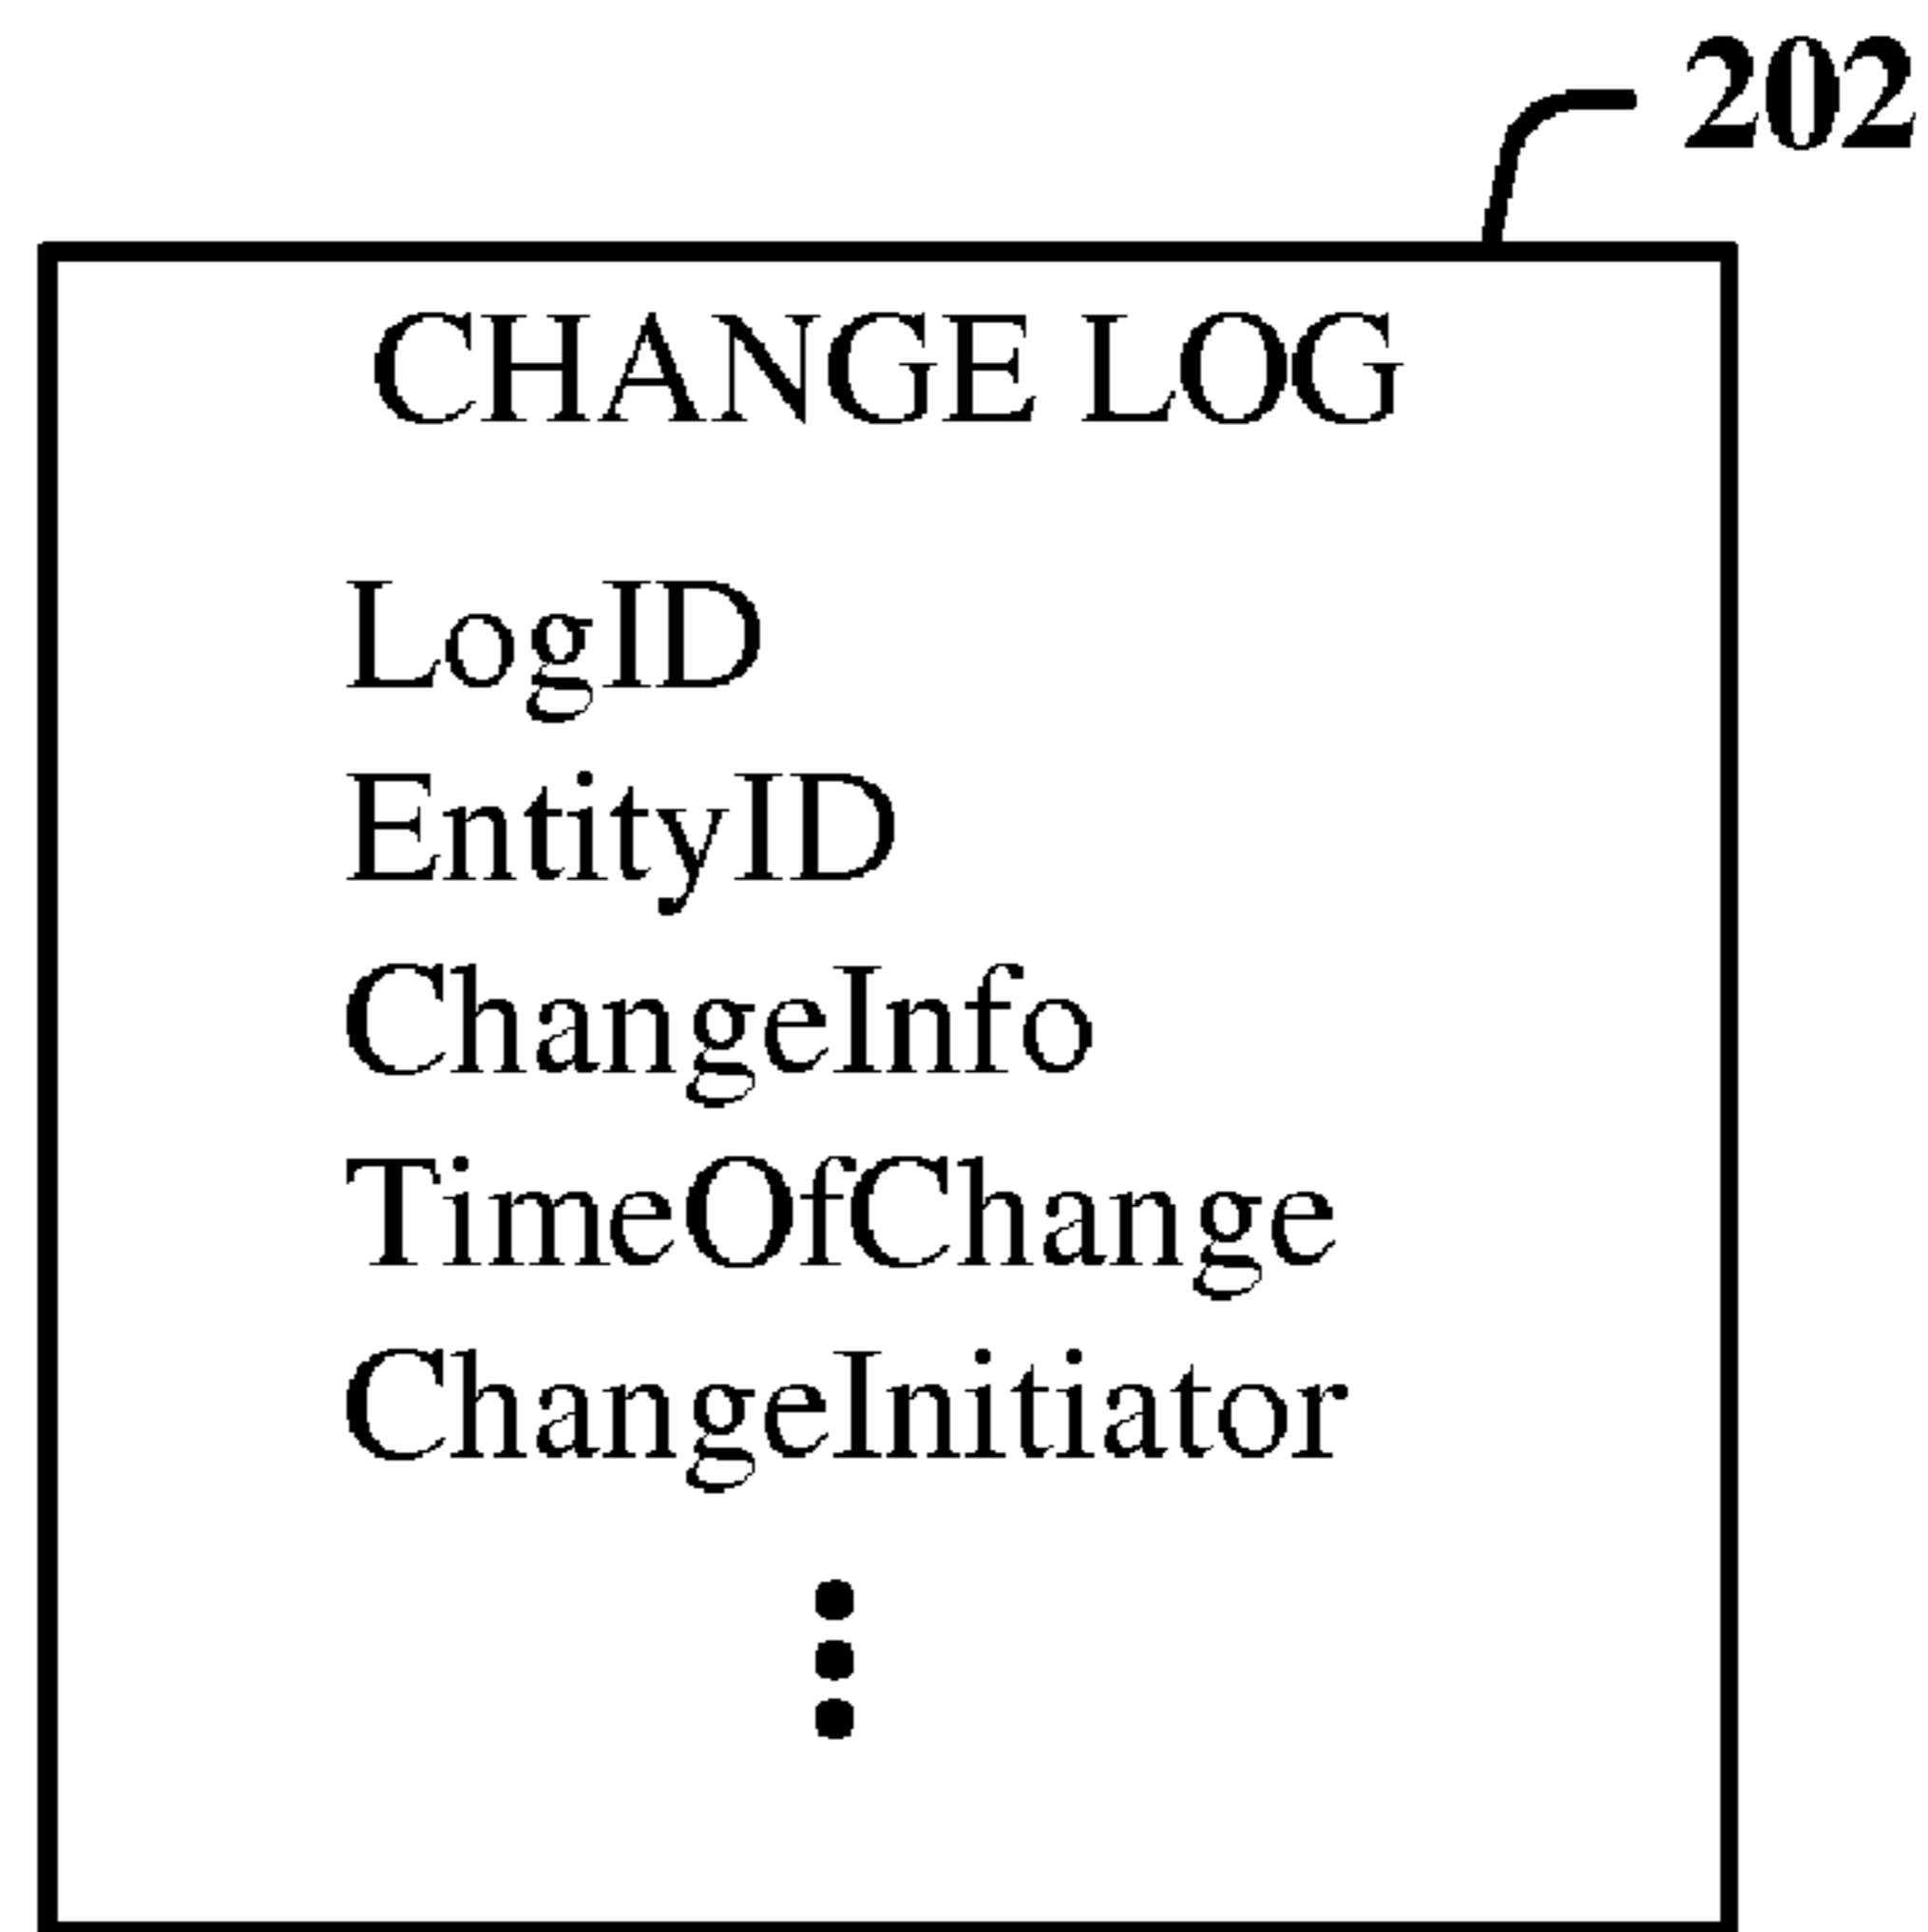 202
CHANGE LOG
LogID
EntityID
ChangeInfo
TimeOfChange
ChangeInitiator